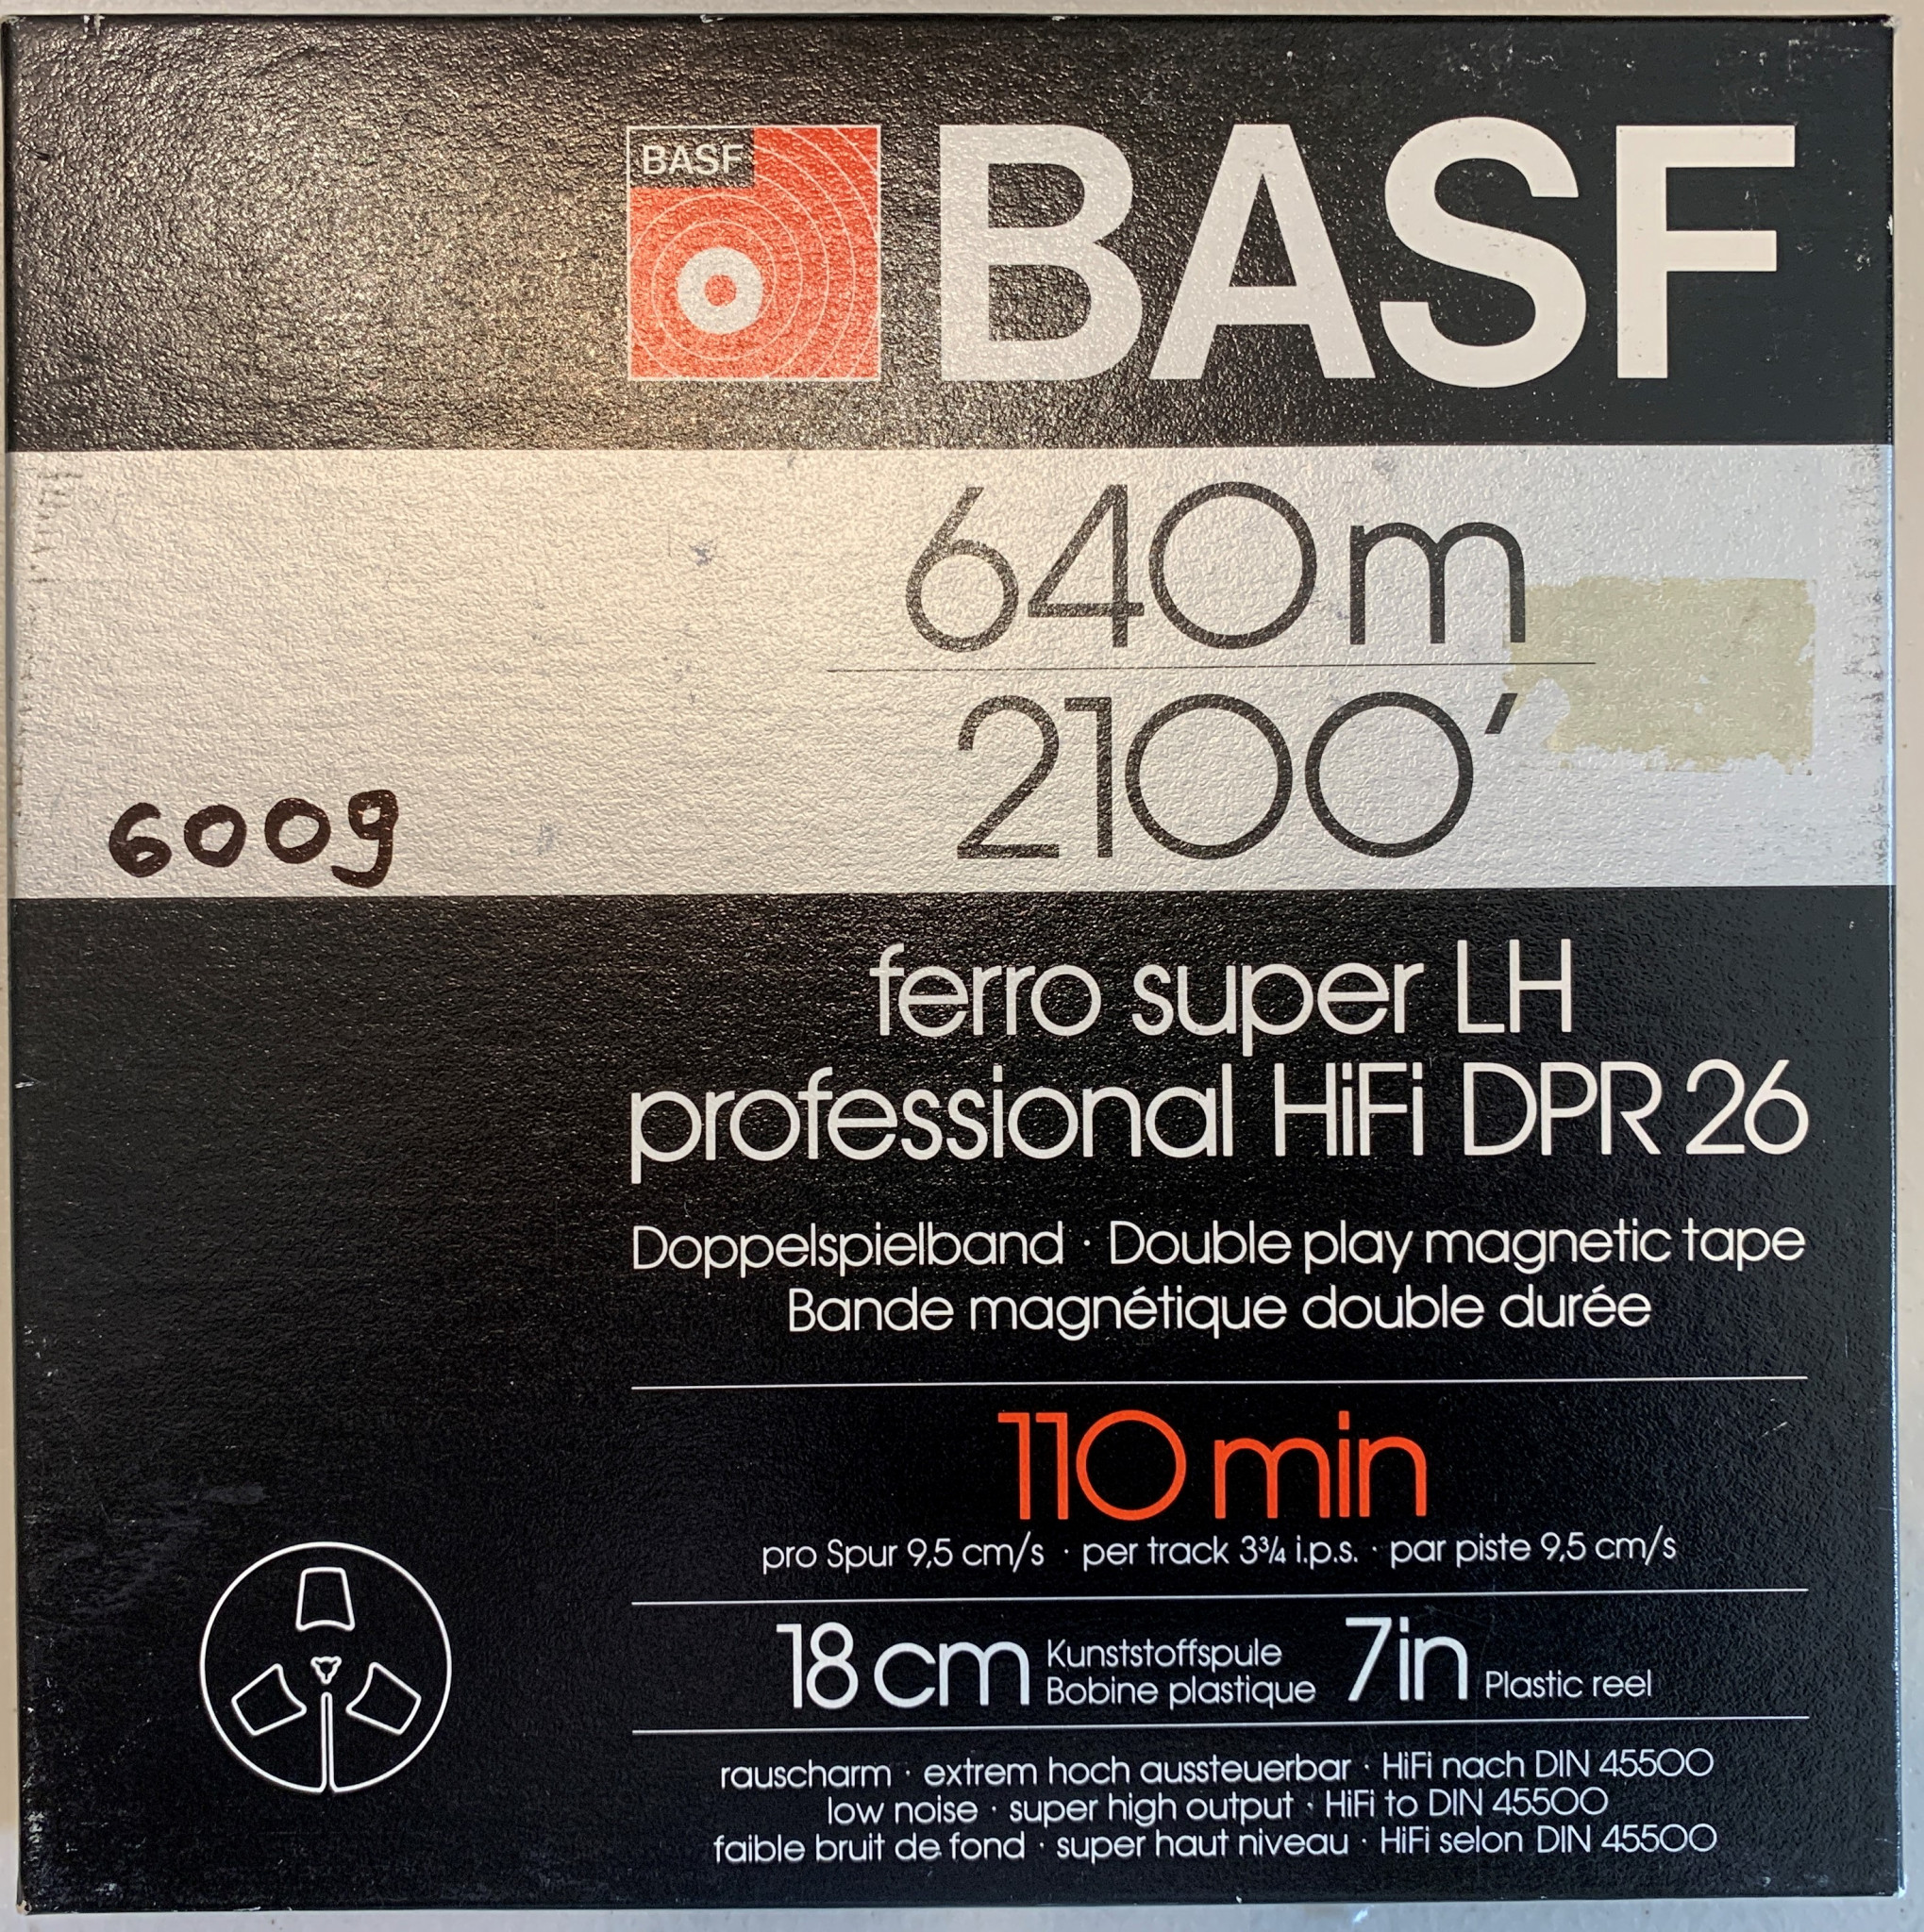 BASF
BASF
640 m
2100'
600g
ferro super LH
professional HiFi DPR 26
Doppelspielband · Double play magnetic tape
Bande magnétique double durée
110 min
pro Spur 9,5 cm/s · per track 3¾ i.p.s. · par piste 9,5 cm/s
18 cm Kunststoffspule 7in Plastic reel
Bobine plastique
rauscharm · extrem hoch aussteuerbar · HiFi nach DIN 45500
low noise · super high output · HiFi to DIN 45500
faible bruit de fond · super haut niveau · HiFi selon DIN 45500